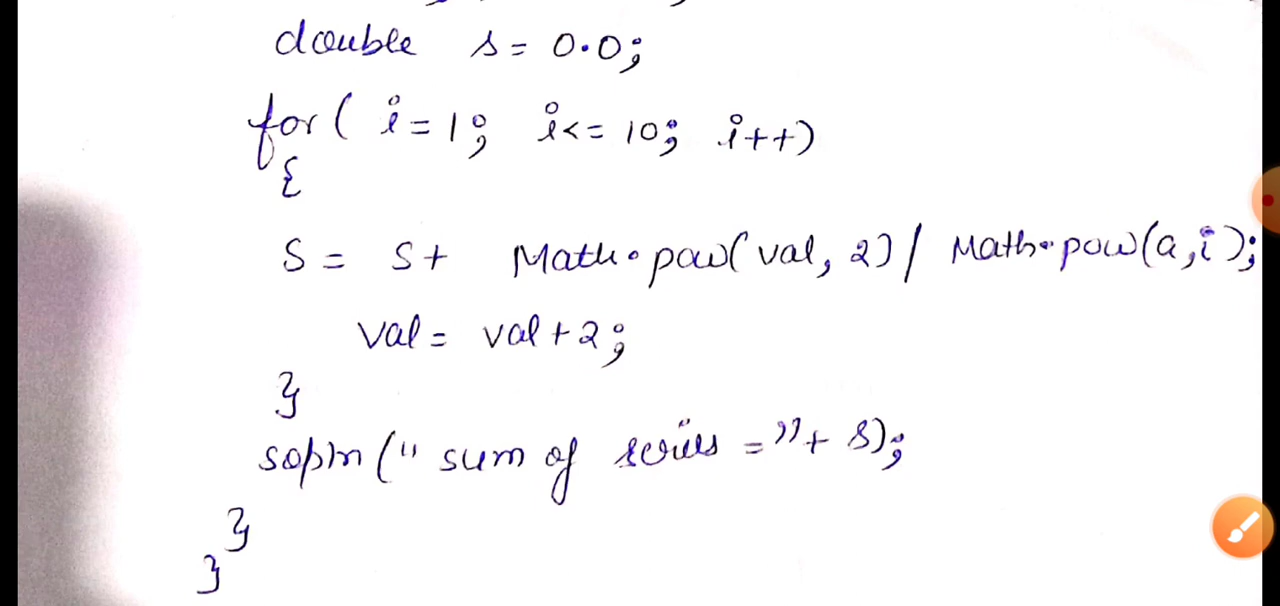 double s = 0.0;
for( i=1; i<= 10; i++)
{
s = s+ Math.pow(val, 2) / Math.pow(a,i);
val = val+2;
}
sopln (" sum of series ="+ s);
}
}